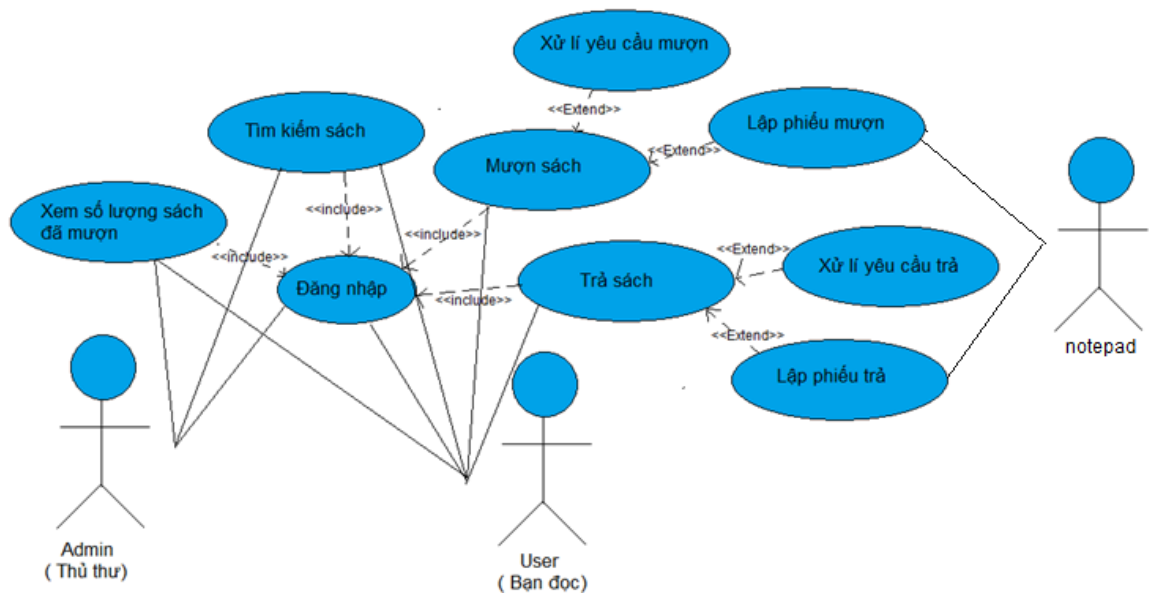 Xử lí yêu cầu mượn
<<Extend>>
Tìm kiếm sách
Lập phiếu mượn
<<Extend>>
Mượn sách
Xem số lượng sách
đã mượn
<<include>>
<<include>>
<<include>>
Đăng nhập
<<include>>
Trả sách
<<Extend>>
Xử lí yêu cầu trả
<<Extend>>
Lập phiếu trả
notepad
Admin
( Thủ thư)
User
( Bạn đọc)